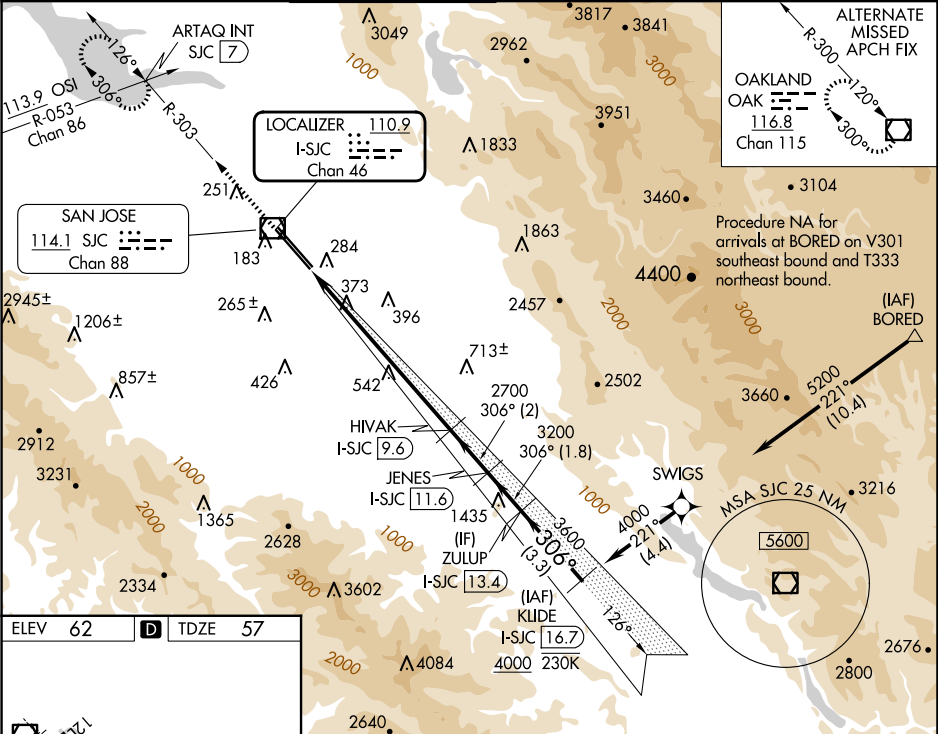 3049
3817
3841
2962
ARTAQ INT
SJC 7
126°
306°
113.9 OSI
R-053
Chan 86
R-303
1000
3000
3951
ALTERNATE
MISSED
APCH FIX
R-300
OAKLAND
OAK
116.8
Chan 115
120°
300°
LOCALIZER 110.9
I-SJC
Chan 46
1833
251
3460
3104
SAN JOSE
114.1 SJC
Chan 88
183
284
1863
Procedure NA for
arrivals at BORED on V301
southeast bound and T333
northeast bound.
4400
2945±
1206±
265±
373
396
2457
2000
3000
(IAF)
BORED
857±
426
542
713±
2502
3660
5200
221°
(10.4)
2700
306° (2)
HIVAK
I-SJC 9.6
3200
306° (1.8)
2912
3231
1000
2000
JENES
I-SJC 11.6
1435
1000
SWIGS
4000
221°
(4.4)
MSA SJC 25 NM
3216
5600
1365
2628
1000
(IF)
ZULUP
I-SJC 13.4
3600
306°
(3.3)
2334
3000
3602
(IAF)
KLIDE
I-SJC 16.7
4000 230K
126°
ELEV 62
D
TDZE 57
2000
4084
2676
2800
2640